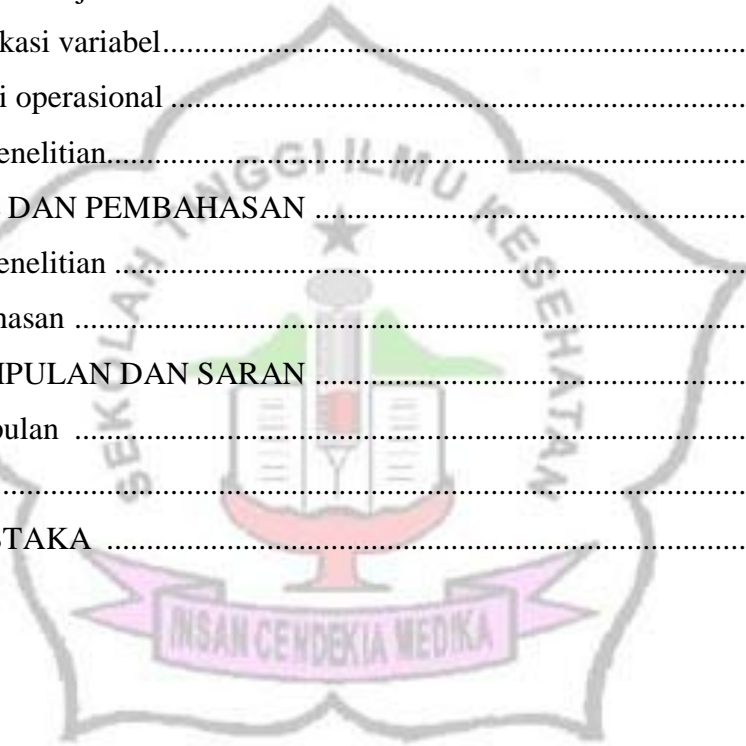 kasi variabel
i operasional
enelitian
DAN PEMBAHASAN
enelitian
hasan
IPULAN DAN SARAN
pulan
STAKA
SEKOLAH TINGGI ILMU KESEHATAN
INSAN CENDEKIA MEDIKA